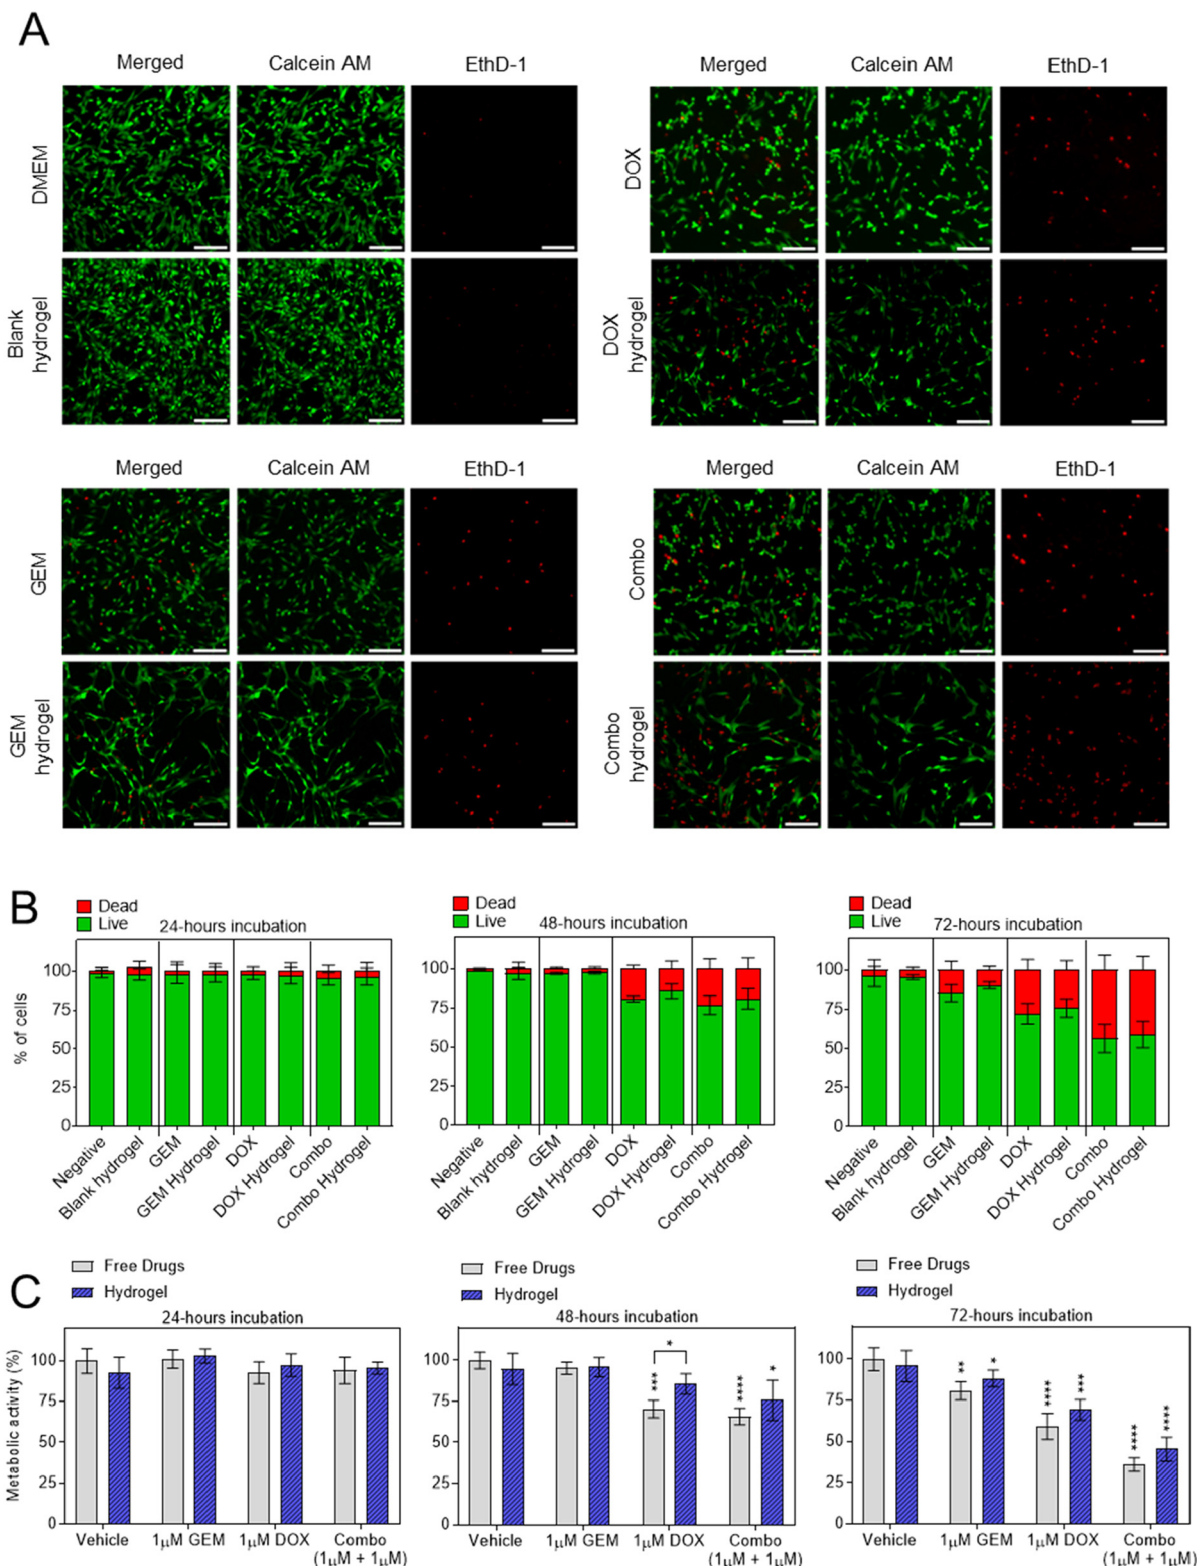 A
Merged Calcein AM EthD-1
DMEM
Blank
hydrogel
Merged Calcein AM EthD-1
DOX
DOX
hydrogel
Merged Calcein AM EthD-1
GEM
GEM
hydrogel
Merged Calcein AM EthD-1
Combo
Combo
hydrogel
B
Dead
Live
24-hours incubation
% of cells
100
75
50
25
0
Negative
Blank hydrogel
GEM
GEM Hydrogel
DOX
DOX Hydrogel
Combo
Combo Hydrogel
Dead
Live
48-hours incubation
100
75
50
25
0
Negative
Blank hydrogel
GEM
GEM Hydrogel
DOX
DOX Hydrogel
Combo
Combo Hydrogel
Dead
Live
72-hours incubation
100
75
50
25
0
Negative
Blank hydrogel
GEM
GEM Hydrogel
DOX
DOX Hydrogel
Combo
Combo Hydrogel
C
Free Drugs
Hydrogel
24-hours incubation
Metabolic activity (%)
100
75
50
25
0
Vehicle 1μM GEM 1μM DOX Combo
(1μM + 1μM)
Free Drugs
Hydrogel
48-hours incubation
100
75
50
25
0
***
*
****
*
Vehicle 1μM GEM 1μM DOX Combo
(1μM + 1μM)
Free Drugs
Hydrogel
72-hours incubation
100
75
50
25
0
**
*
****
***
****
****
Vehicle 1μM GEM 1μM DOX Combo
(1μM + 1μM)